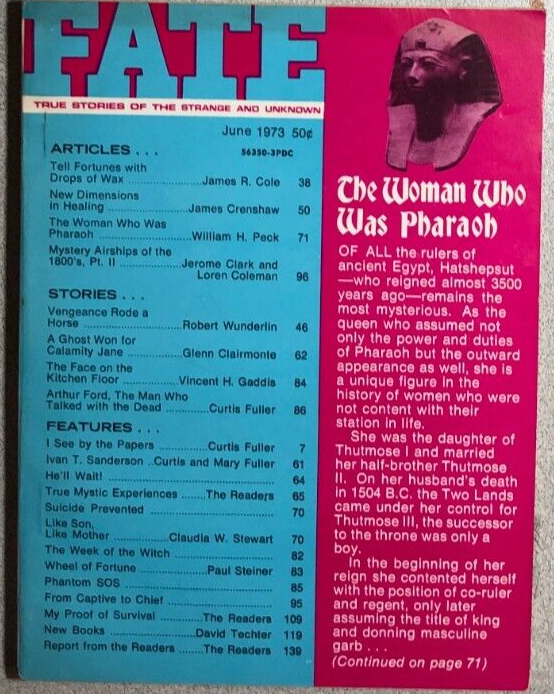 FATE
TRUE STORIES OF THE STRANGE AND UNKNOWN
June 1973 50¢
56350-3PDC
ARTICLES . . .
Tell Fortunes with
Drops of Wax ........................James R. Cole 38
New Dimensions
in Healing ........................James Crenshaw 50
The Woman Who Was
Pharaoh ........................William H. Peck 71
Mystery Airships of the
1800's, Pt. II ................Jerome Clark and
Loren Coleman 96
STORIES . . .
Vengeance Rode a
Horse ........................Robert Wunderlin 46
A Ghost Won for
Calamity Jane ............Glenn Clairmonte 62
The Face on the
Kitchen Floor ............Vincent H. Gaddis 84
Arthur Ford, The Man Who
Talked with the Dead ............Curtis Fuller 86
FEATURES . . .
I See by the Papers ................Curtis Fuller 7
Ivan T. Sanderson ..Curtis and Mary Fuller 61
He'll Wait! ................................ 64
True Mystic Experiences ......The Readers 65
Suicide Prevented ................................ 70
Like Son,
Like Mother ................Claudia W. Stewart 70
The Week of the Witch ........................ 82
Wheel of Fortune ................Paul Steiner 83
Phantom SOS ................................ 85
From Captive to Chief ........................ 95
My Proof of Survival ............The Readers 109
New Books ........................David Techter 119
Report from the Readers ........The Readers 139
The Woman Who
Was Pharaoh
OF ALL the rulers of
ancient Egypt, Hatshepsut
—who reigned almost 3500
years ago—remains the
most mysterious. As the
queen who assumed not
only the power and duties
of Pharaoh but the outward
appearance as well, she is
a unique figure in the
history of women who were
not content with their
station in life.
She was the daughter of
Thutmose I and married
her half-brother Thutmose
II. On her husband's death
in 1504 B.C. the Two Lands
came under her control for
Thutmose III, the successor
to the throne was only a
boy.
In the beginning of her
reign she contented herself
with the position of co-ruler
and regent, only later
assuming the title of king
and donning masculine
garb . . .
(Continued on page 71)